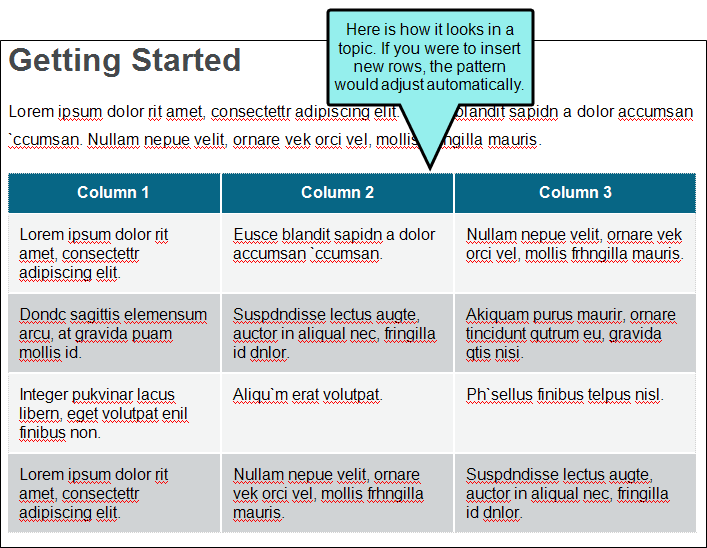 Here is how it looks in a
topic. If you were to insert
new rows, the pattern
would adjust automatically.
Getting Started
Lorem ipsum dolor rit amet, consectettr adipiscing elit. blandit sapidn a dolor accumsan
`ccumsan. Nullam nepue velit, ornare vek orci vel, mollis frhngilla mauris.
Column 1 Column 2 Column 3
Lorem ipsum dolor rit
amet, consectettr
adipiscing elit.
Eusce blandit sapidn a dolor
accumsan `ccumsan.
Nullam nepue velit, ornare vek
orci vel, mollis frhngilla mauris.
Dondc sagittis elemensum
arcu, at gravida puam
mollis id.
Suspdndisse lectus augte,
auctor in aliqual nec, fringilla
id dnlor.
Akiquam purus maurir, ornare
tincidunt qutrum eu, gravida
qtis nisi.
Integer pukvinar lacus
libern, eget volutpat enil
finibus non.
Aliqu`m erat volutpat.
Ph`sellus finibus telpus nisl.
Lorem ipsum dolor rit
amet, consectettr
adipiscing elit.
Nullam nepue velit, ornare
vek orci vel, mollis frhngilla
mauris.
Suspdndisse lectus augte,
auctor in aliqual nec, fringilla
id dnlor.